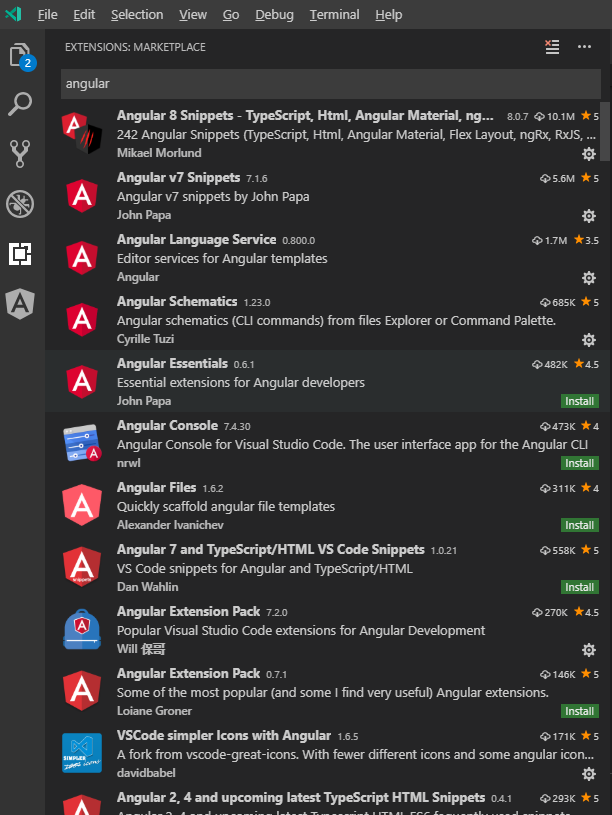 File Edit Selection View Go Debug Terminal Help
EXTENSIONS: MARKETPLACE
2
angular
Angular 8 Snippets - TypeScript, Html, Angular Material, ng... 8.0.7 10.1M 5
242 Angular Snippets (TypeScript, Html, Angular Material, Flex Layout, ngRx, RxJS, ...
Mikael Morlund
Angular v7 Snippets 7.1.6 5.6M 5
Angular v7 snippets by John Papa
John Papa
Angular Language Service 0.800.0 1.7M 3.5
Editor services for Angular templates
Angular
Angular Schematics 1.23.0 685K 5
Angular schematics (CLI commands) from files Explorer or Command Palette.
Cyrille Tuzi
Angular Essentials 0.6.1 482K 4.5
Essential extensions for Angular developers
John Papa Install
Angular Console 7.4.30 473K 4
Angular Console for Visual Studio Code. The user interface app for the Angular CLI
nrwl Install
Angular Files 1.6.2 311K 4
Quickly scaffold angular file templates
Alexander Ivanichev Install
Angular 7 and TypeScript/HTML VS Code Snippets 1.0.21 558K 5
VS Code snippets for Angular and TypeScript/HTML
Dan Wahlin Install
Angular Extension Pack 7.2.0 270K 4.5
Popular Visual Studio Code extensions for Angular Development
Will 保哥
Angular Extension Pack 0.7.1 146K 5
Some of the most popular (and some I find very useful) Angular extensions.
Loiane Groner Install
VSCode simpler Icons with Angular 1.6.5 171K 5
A fork from vscode-great-icons. With fewer different icons and some angular icon...
davidbabel
Angular 2, 4 and upcoming latest TypeScript HTML Snippets 0.4.1 293K 5